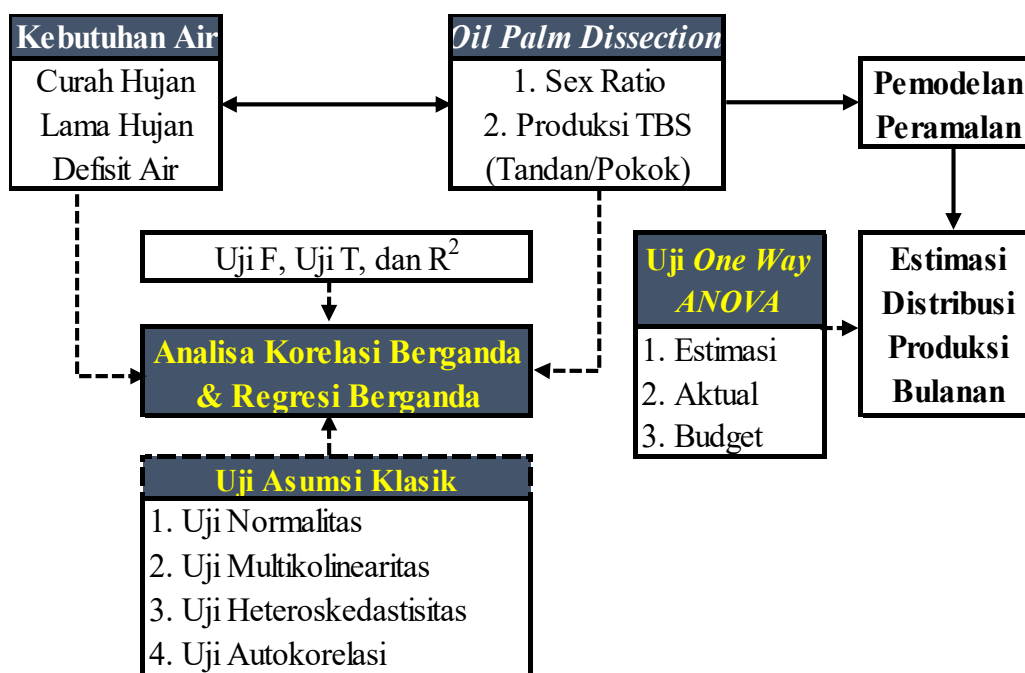 Kebutuhan Air
Curah Hujan
Lama Hujan
Defisit Air
Oil Palm Dissection
1. Sex Ratio
2. Produksi TBS
(Tandan/Pokok)
Pemodelan
Peramalan
Uji F, Uji T, dan R²
Analisa Korelasi Berganda
& Regresi Berganda
Uji Asumsi Klasik
1. Uji Normalitas
2. Uji Multikolinearitas
3. Uji Heteroskedastisitas
4. Uji Autokorelasi
Uji One Way
ANOVA
1. Estimasi
2. Aktual
3. Budget
Estimasi
Distribusi
Produksi
Bulanan